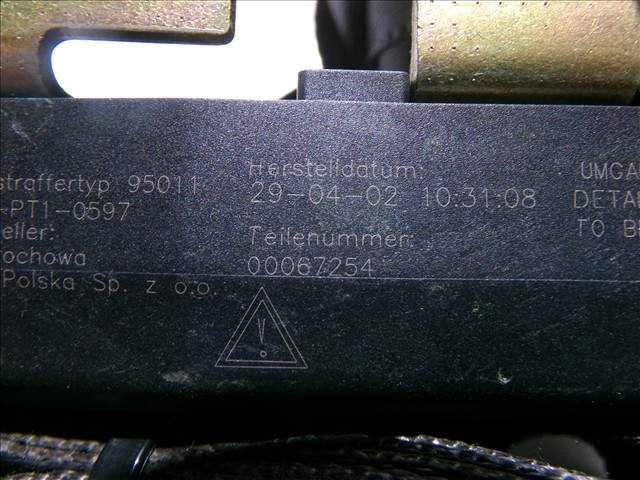 straffertyp 95011
-PT1-0597
eller:
ochowa
Polska Sp. z o.o.
Herstelldatum:
29-04-02 10:31:08
Teilenummer:
00067254
UMGA
DETA
TO B